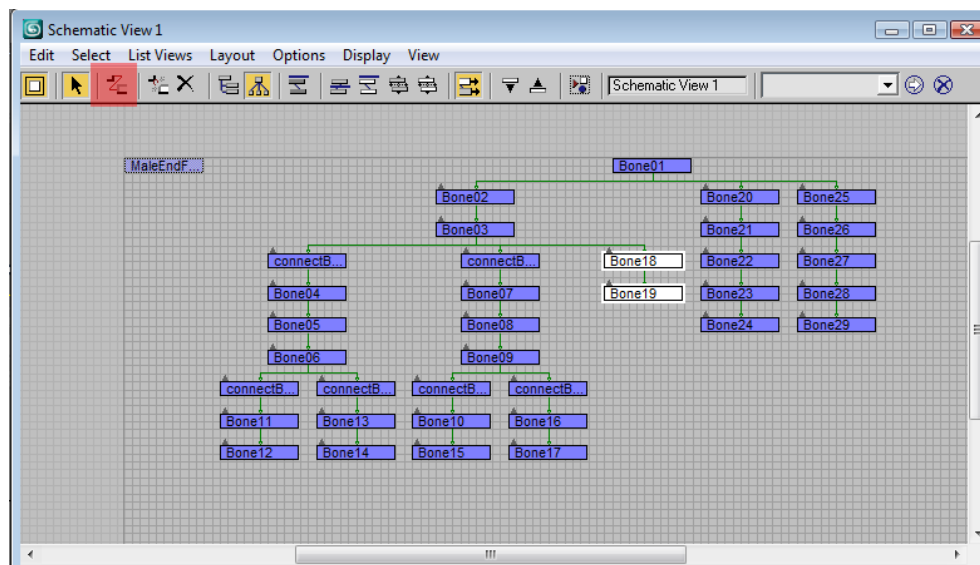 Schematic View 1
Edit Select List Views Layout Options Display View
Schematic View 1
MaleEndF... Bone01
Bone02 Bone20 Bone25
Bone03 Bone21 Bone26
connectB... connectB... Bone18 Bone22 Bone27
Bone04 Bone07 Bone19 Bone23 Bone28
Bone05 Bone08 Bone24 Bone29
Bone06 Bone09
connectB... connectB... connectB... connectB...
Bone11 Bone13 Bone10 Bone16
Bone12 Bone14 Bone15 Bone17